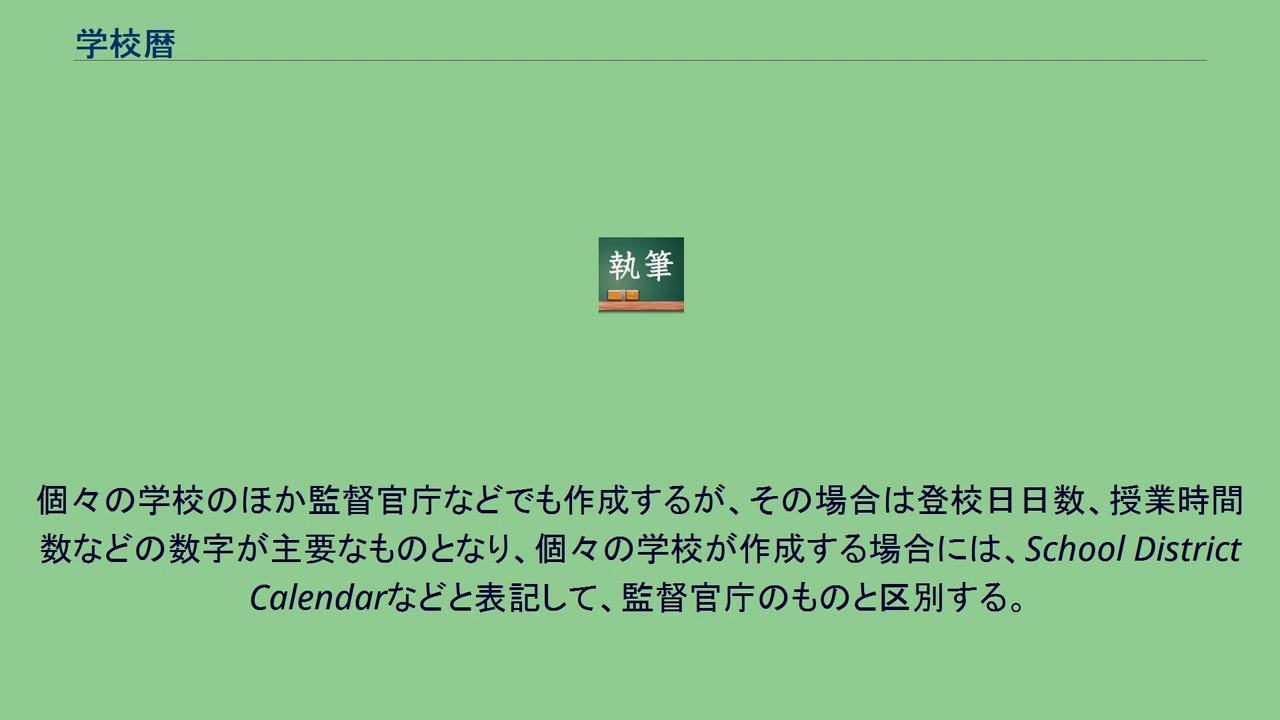 学校暦
執筆
個々の学校のほか監督官庁などでも作成するが、その場合は登校日日数、授業時間
数などの数字が主要なものとなり、個々の学校が作成する場合には、School District
Calendarなどと表記して、監督官庁のものと区別する。